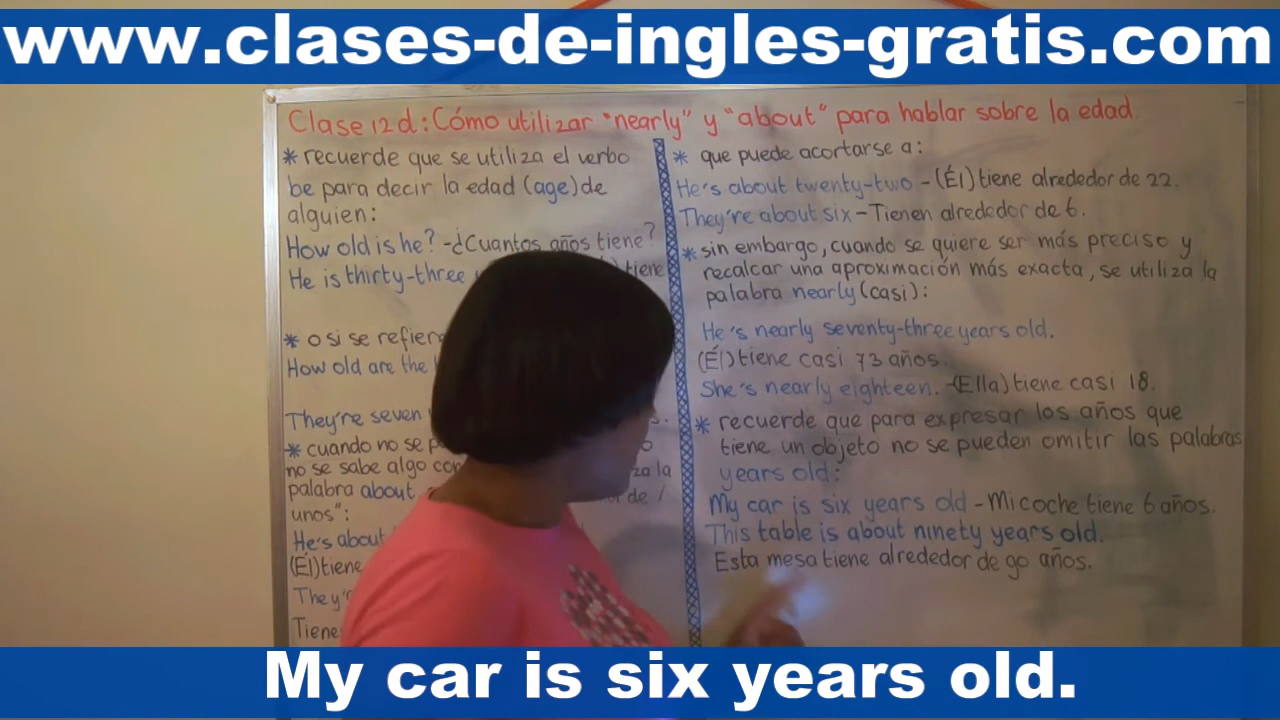 www.clases-de-ingles-gratis.com
Clase 12d: Cómo utilizar "nearly" y "about" para hablar sobre la edad
* recuerde que se utiliza el verbo
be para decir la edad (age) de
alguien:
How old is he? - ¿Cuantos años tiene?
He is thirty-three tiene
* o si se
How old are the
They're seven
* cuando no se
no se sabe algo la
palabra about de /
unos":
He's about
(Él) tiene
They'r
Tiene
* que puede acortarse a:
He's about twenty-two - (Él) tiene alrededor de 22.
They're about six - Tienen alrededor de 6.
* sin embargo, cuando se quiere ser más preciso y
recalcar una aproximación más exacta, se utiliza la
palabra nearly (casi):
He's nearly seventy-three years old.
(Él) tiene casi 73 años.
She's nearly eighteen. - (Ella) tiene casi 18.
* recuerde que para expresar los años que
tiene un objeto no se pueden omitir las palabras
years old:
My car is six years old - Mi coche tiene 6 años.
This table is about ninety years old.
Esta mesa tiene alrededor de 90 años.
My car is six years old.